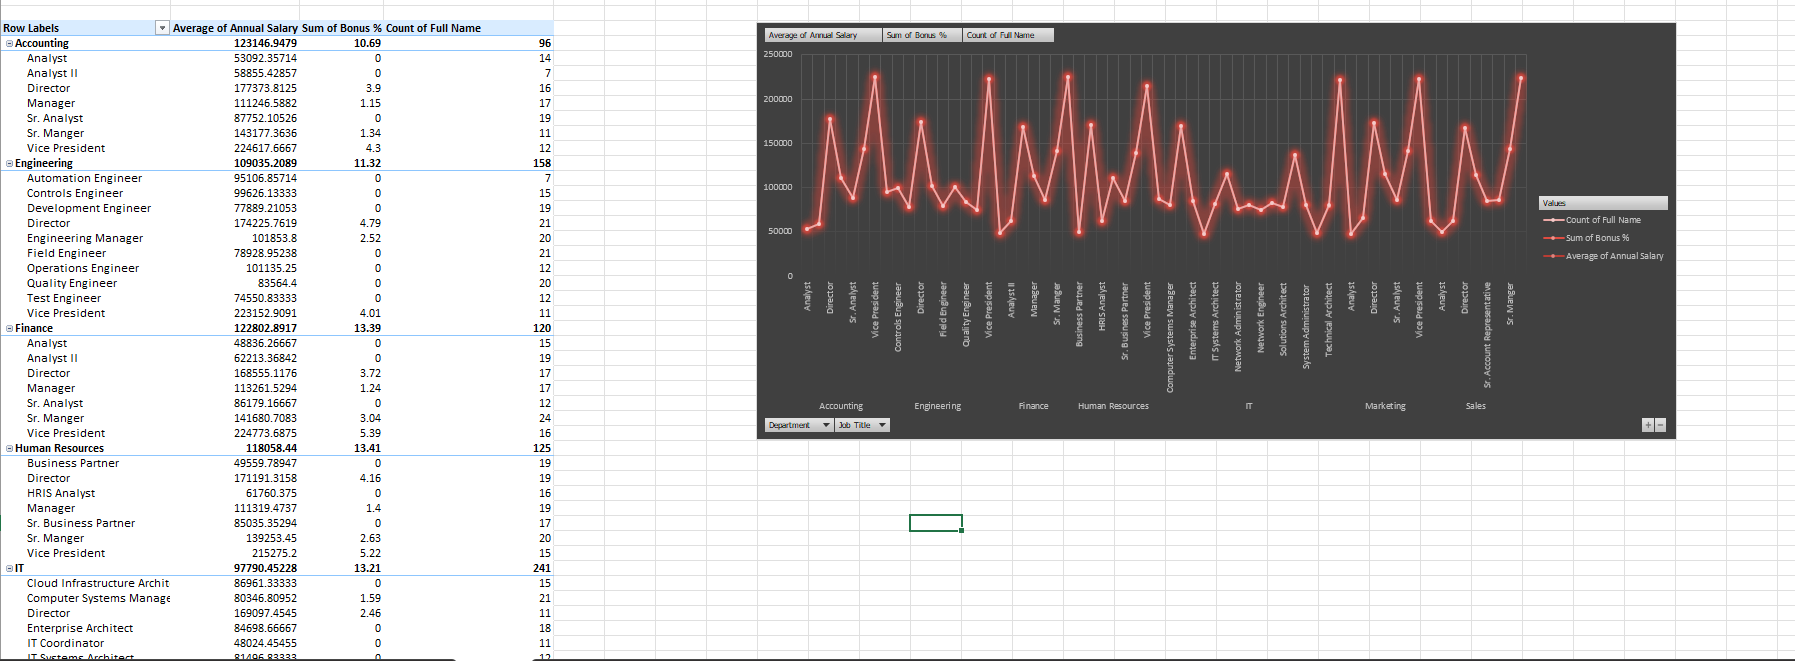 Row Labels Average of Annual Salary Sum of Bonus % Count of Full Name
Accounting 123146.9479 10.69 96
Analyst 53092.35714 0 14
Analyst II 58855.42857 0 7
Director 177373.8125 3.9 16
Manager 111246.5882 1.15 17
Sr. Analyst 87752.10526 0 19
Sr. Manger 143177.3636 1.34 11
Vice President 224617.6667 4.3 12
Engineering 109035.2089 11.32 158
Automation Engineer 95106.85714 0 7
Controls Engineer 99626.13333 0 15
Development Engineer 77889.21053 0 19
Director 174225.7619 4.79 21
Engineering Manager 101853.8 2.52 20
Field Engineer 78928.95238 0 21
Operations Engineer 101135.25 0 12
Quality Engineer 83564.4 0 20
Test Engineer 74550.83333 0 12
Vice President 223152.9091 4.01 11
Finance 122802.8917 13.39 120
Analyst 48836.26667 0 15
Analyst II 62213.36842 0 19
Director 168555.1176 3.72 17
Manager 113261.5294 1.24 17
Sr. Analyst 86179.16667 0 12
Sr. Manger 141680.7083 3.04 24
Vice President 224773.6875 5.39 16
Human Resources 118058.44 13.41 125
Business Partner 49559.78947 0 19
Director 171191.3158 4.16 19
HRIS Analyst 61760.375 0 16
Manager 111319.4737 1.4 19
Sr. Business Partner 85035.35294 0 17
Sr. Manger 139253.45 2.63 20
Vice President 215275.2 5.22 15
IT 97790.45228 13.21 241
Cloud Infrastructure Archit 86961.33333 0 15
Computer Systems Manage 80346.80952 1.59 21
Director 169097.4545 2.46 11
Enterprise Architect 84698.66667 0 18
IT Coordinator 48024.45455 0 11
IT Systems Architect 81496.83333 0 12
Average of Annual Salary Sum of Bonus % Count of Full Name
250000
200000
150000
100000
50000
0
Analyst
Director
Sr. Analyst
Vice President
Controls Engineer
Director
Field Engineer
Quality Engineer
Vice President
Analyst II
Manager
Sr. Manger
Business Partner
HRIS Analyst
Sr. Business Partner
Vice President
Computer Systems Manager
Enterprise Architect
IT Systems Architect
Network Administrator
Network Engineer
Solutions Architect
System Administrator
Technical Architect
Analyst
Director
Sr. Analyst
Vice President
Analyst
Director
Sr. Account Representative
Sr. Manger
Accounting Engineering Finance Human Resources IT Marketing Sales
Values
Count of Full Name
Sum of Bonus %
Average of Annual Salary
Department Job Title + −